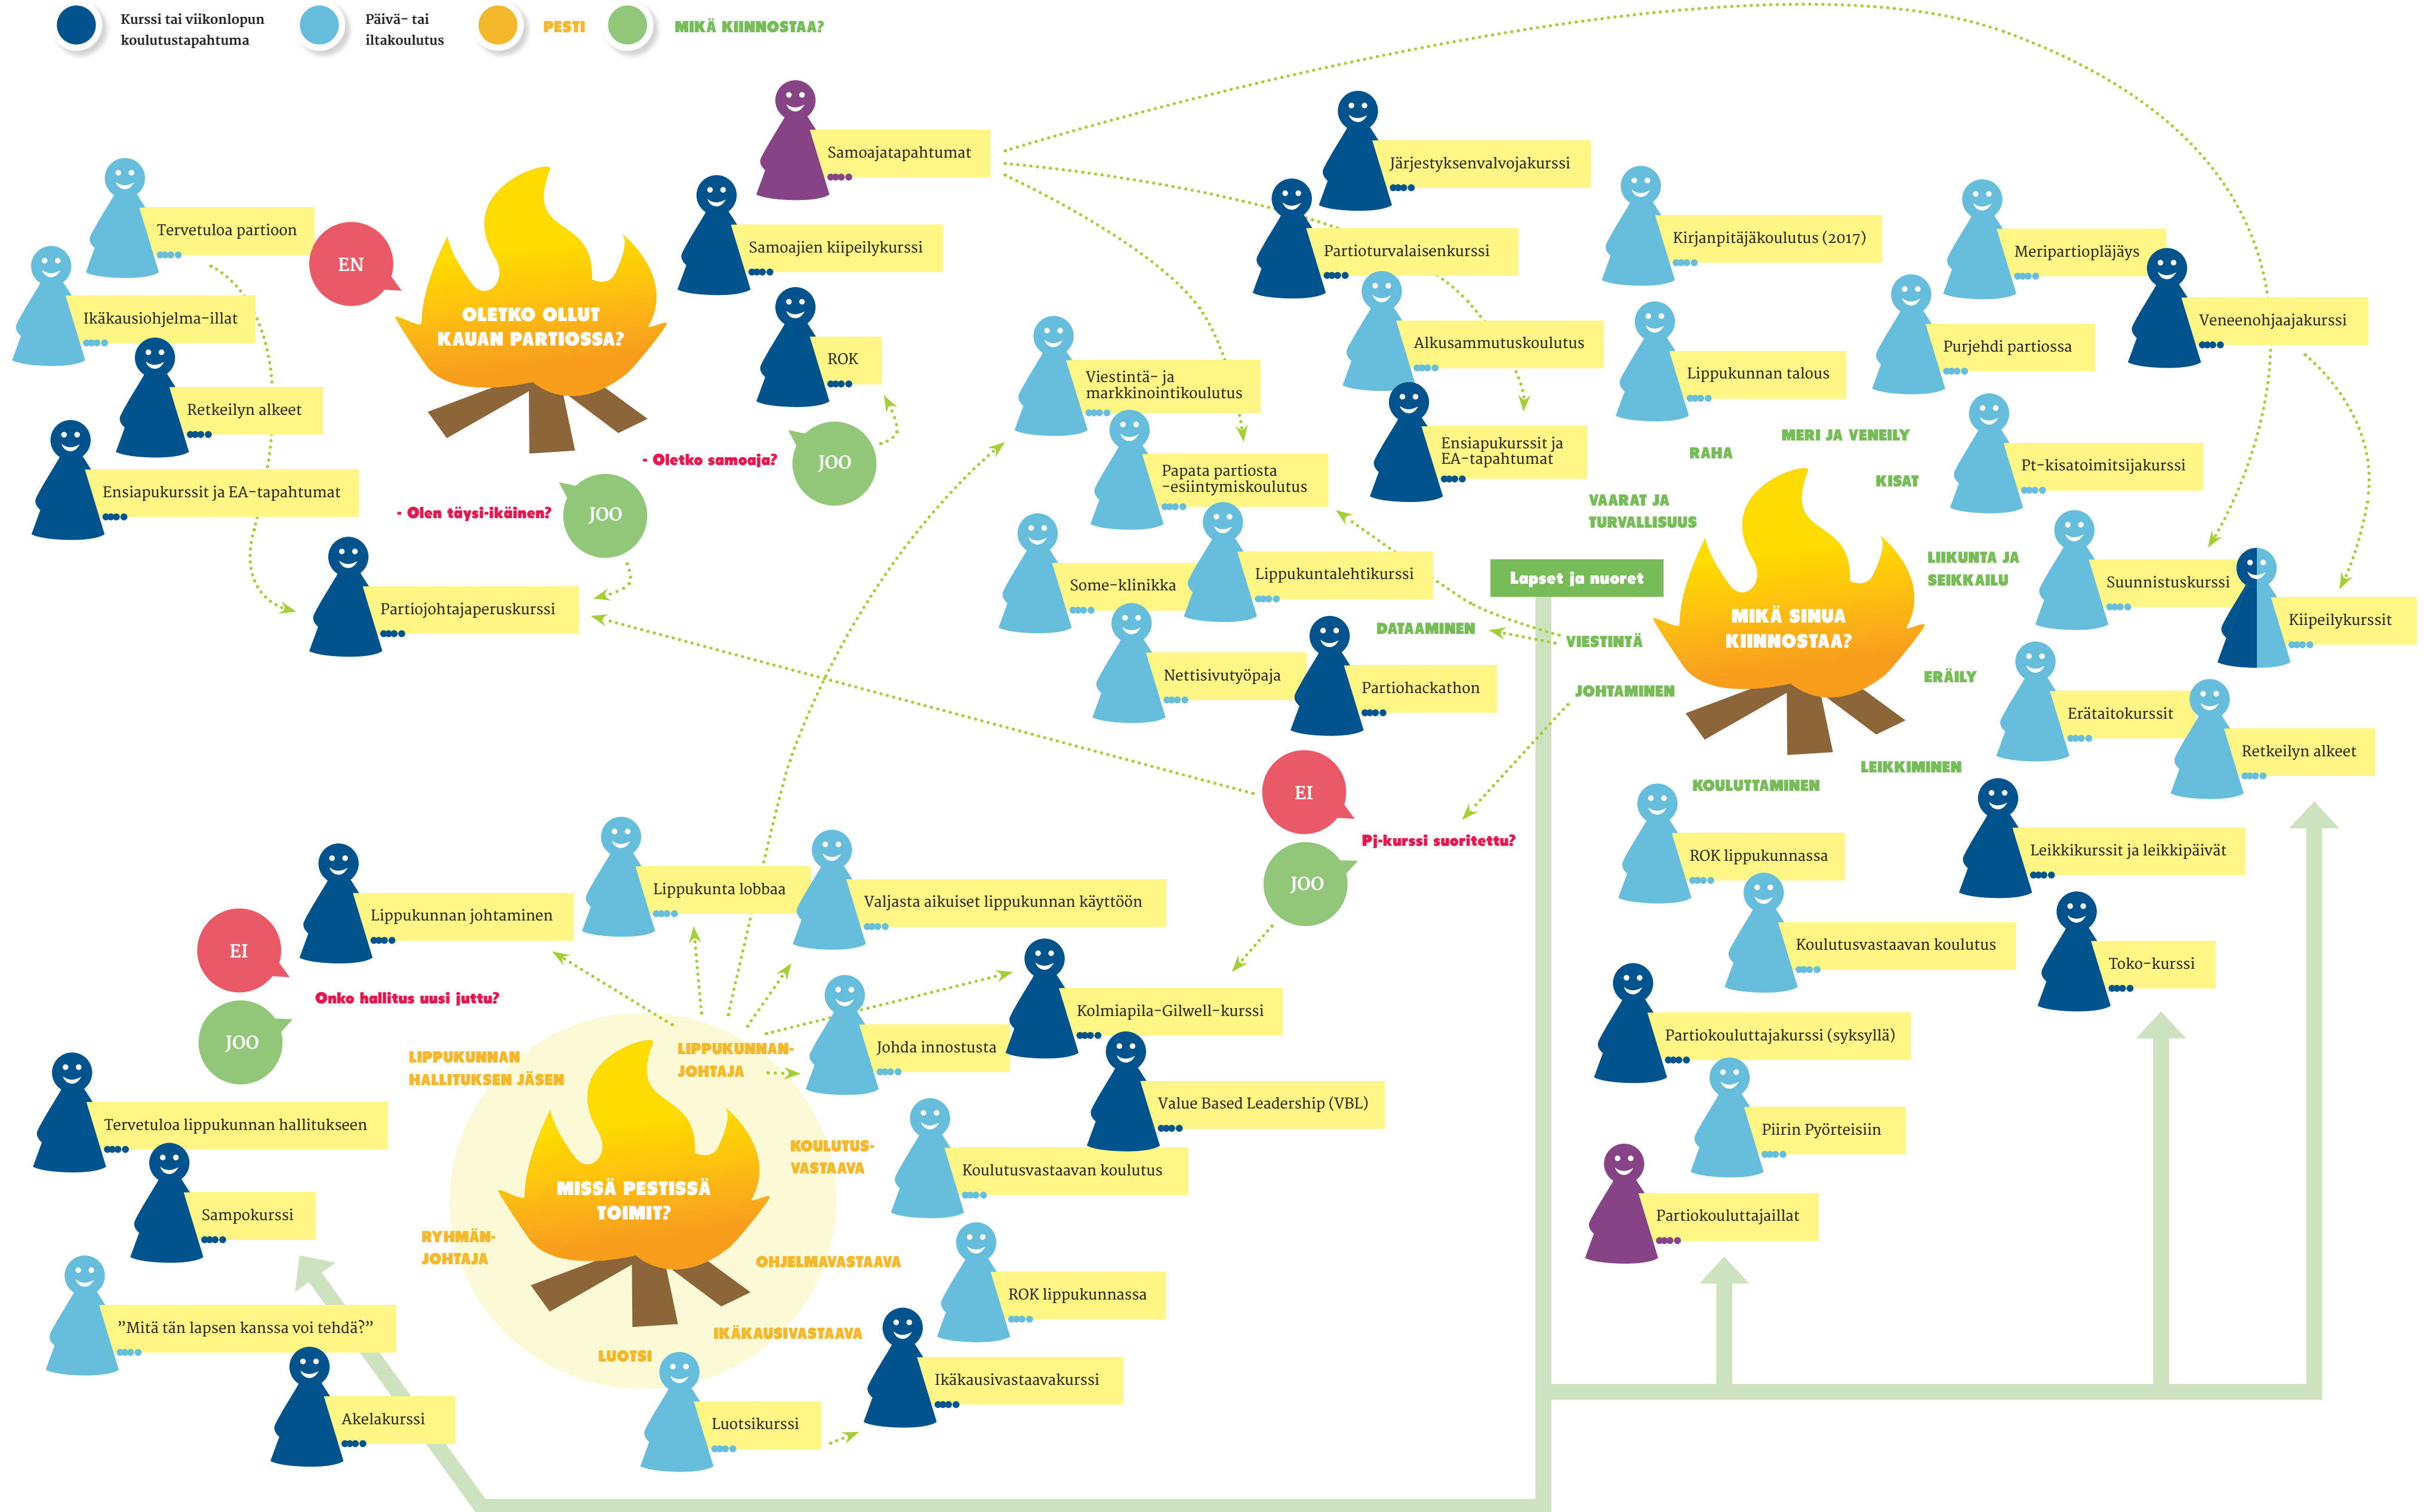 Kurssi tai viikonlopun
koulutustapahtuma
Päivä- tai
iltakoulutus
PESTI
MIKÄ KIINNOSTAA?
Samoajatapahtumat
Samoajien kiipeilykurssi
ROK
Tervetuloa partioon
Ikäkausiohjelma-illat
Retkeilyn alkeet
Ensiapukurssit ja EA-tapahtumat
EN
OLETKO OLLUT
KAUAN PARTIOSSA?
- Oletko samoaja?
JOO
- Olen täysi-ikäinen?
JOO
Partiojohtajaperuskurssi
Järjestyksenvalvojakurssi
Partioturvalaisenkurssi
Alkusammutuskoulutus
Ensiapukurssit ja
EA-tapahtumat
Viestintä- ja
markkinointikoulutus
Papata partiosta
-esiintymiskoulutus
Some-klinikka
Lippukuntalehtikurssi
Nettisivutyöpaja
Partiohackathon
Kirjanpitäjäkoulutus (2017)
Lippukunnan talous
Meripartiopläjäys
Veneenohjaajakurssi
Purjehdi partiossa
Pt-kisatoimitsijakurssi
Suunnistuskurssi
Kiipeilykurssit
Erätaitokurssit
Retkeilyn alkeet
RAHA
MERI JA VENEILY
KISAT
VAARAT JA
TURVALLISUUS
LIIKUNTA JA
SEIKKAILU
Lapset ja nuoret
MIKÄ SINUA
KIINNOSTAA?
DATAAMINEN
VIESTINTÄ
JOHTAMINEN
ERÄILY
LEIKKIMINEN
KOULUTTAMINEN
EI
Pj-kurssi suoritettu?
JOO
ROK lippukunnassa
Koulutusvastaavan koulutus
Partiokouluttajakurssi (syksyllä)
Piirin Pyörteisiin
Partiokouluttajaillat
Leikkikurssit ja leikkipäivät
Toko-kurssi
Lippukunnan johtaminen
Lippukunta lobbaa
Valjasta aikuiset lippukunnan käyttöön
Kolmiapila-Gilwell-kurssi
Johda innostusta
Value Based Leadership (VBL)
EI
Onko hallitus uusi juttu?
JOO
LIPPUKUNNAN
HALLITUKSEN JÄSEN
LIPPUKUNNAN-
JOHTAJA
KOULUTUS-
VASTAAVA
MISSÄ PESTISSÄ
TOIMIT?
RYHMÄN-
JOHTAJA
OHJELMAVASTAAVA
IKÄKAUSIVASTAAVA
LUOTSI
Tervetuloa lippukunnan hallitukseen
Sampokurssi
”Mitä tän lapsen kanssa voi tehdä?”
Akelakurssi
Koulutusvastaavan koulutus
ROK lippukunnassa
Ikäkausivastaavakurssi
Luotsikurssi